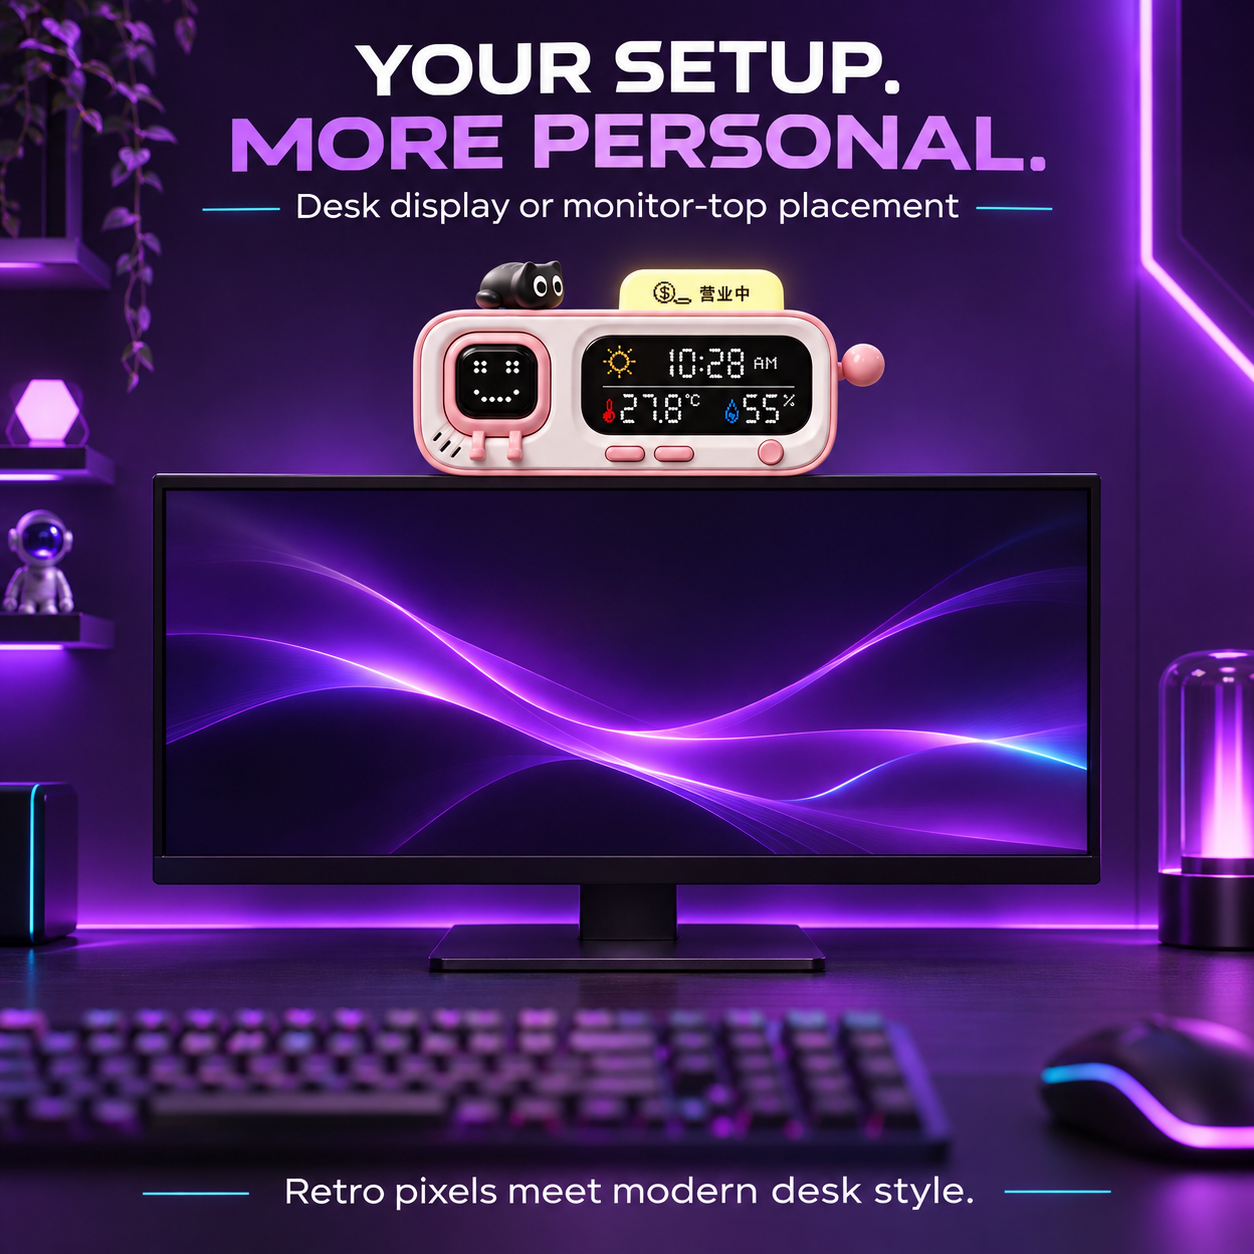 YOUR SETUP.
MORE PERSONAL.
Desk display or monitor-top placement
$ 营业中
10:28 AM
27.8°C 55%
Retro pixels meet modern desk style.